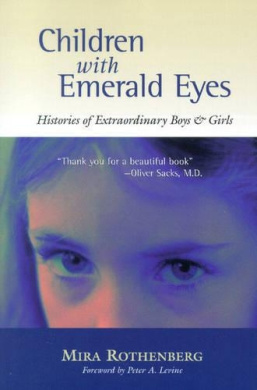 Children
with
Emerald Eyes
Histories of Extraordinary Boys & Girls
"Thank you for a beautiful book"
—Oliver Sacks, M.D.
MIRA ROTHENBERG
Foreword by Peter A. Levine